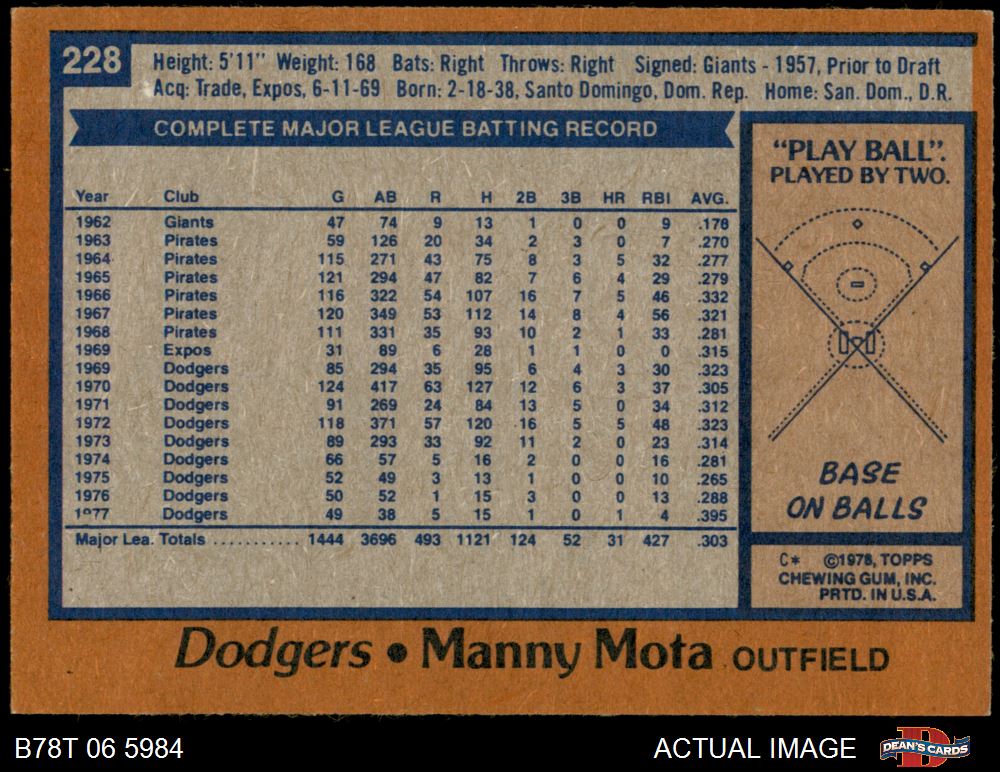 228
Height: 5'11" Weight: 168 Bats: Right Throws: Right Signed: Giants - 1957, Prior to Draft
Acq: Trade, Expos, 6-11-69 Born: 2-18-38, Santo Domingo, Dom. Rep. Home: San. Dom., D.R.
COMPLETE MAJOR LEAGUE BATTING RECORD
Year Club G AB R H 2B 3B HR RBI AVG.
1962 Giants 47 74 9 13 1 0 0 9 .176
1963 Pirates 59 126 20 34 2 3 0 7 .270
1964 Pirates 115 271 43 75 8 3 5 32 .277
1965 Pirates 121 294 47 82 7 6 4 29 .279
1966 Pirates 116 322 54 107 16 7 5 46 .332
1967 Pirates 120 349 53 112 14 8 4 56 .321
1968 Pirates 111 331 35 93 10 2 1 33 .281
1969 Expos 31 89 6 28 1 1 0 0 .315
1969 Dodgers 85 294 35 95 6 4 3 30 .323
1970 Dodgers 124 417 63 127 12 6 3 37 .305
1971 Dodgers 91 269 24 84 13 5 0 34 .312
1972 Dodgers 118 371 57 120 16 5 5 48 .323
1973 Dodgers 89 293 33 92 11 2 0 23 .314
1974 Dodgers 66 57 5 16 2 0 0 16 .281
1975 Dodgers 52 49 3 13 1 0 0 10 .265
1976 Dodgers 50 52 1 15 3 0 0 13 .288
1977 Dodgers 49 38 5 15 1 0 1 4 .395
Major Lea. Totals ........... 1444 3696 493 1121 124 52 31 427 .303
"PLAY BALL".
PLAYED BY TWO.
BASE
ON BALLS
C* ©1978, TOPPS
CHEWING GUM, INC.
PRTD. IN U.S.A.
Dodgers • Manny Mota OUTFIELD
B78T 06 5984
ACTUAL IMAGE
D
DEAN'S CARDS